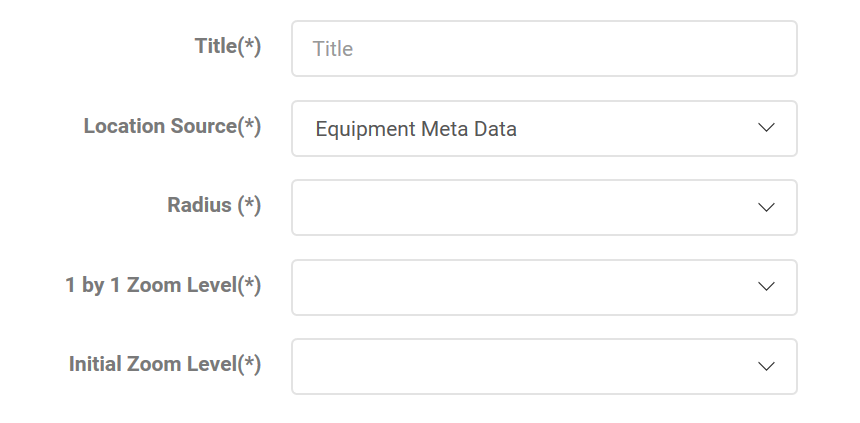 Title(*)
Title
Location Source(*)
Equipment Meta Data
Radius (*)
1 by 1 Zoom Level(*)
Initial Zoom Level(*)